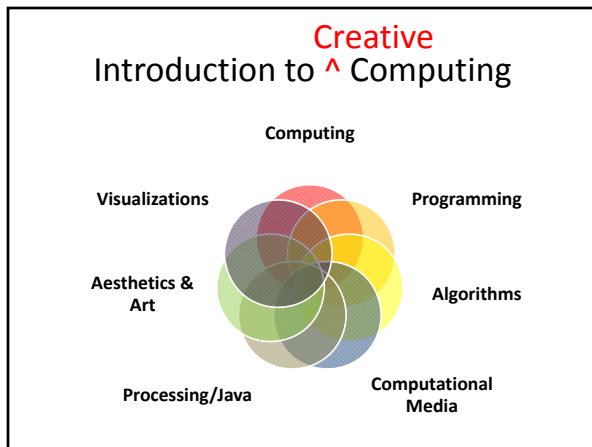 Creative
Introduction to ^ Computing
Computing
Visualizations
Programming
Aesthetics &
Art
Algorithms
Processing/Java
Computational
Media